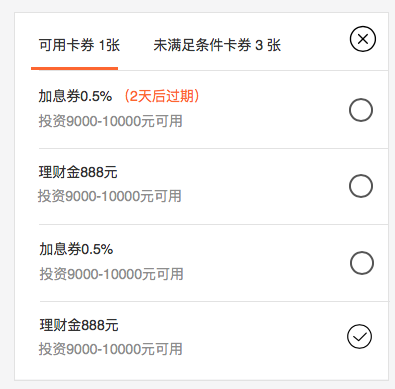 可用卡券 1张 未满足条件卡券 3 张
加息券0.5% （2天后过期）
投资9000-10000元可用
理财金888元
投资9000-10000元可用
加息券0.5%
投资9000-10000元可用
理财金888元
投资9000-10000元可用